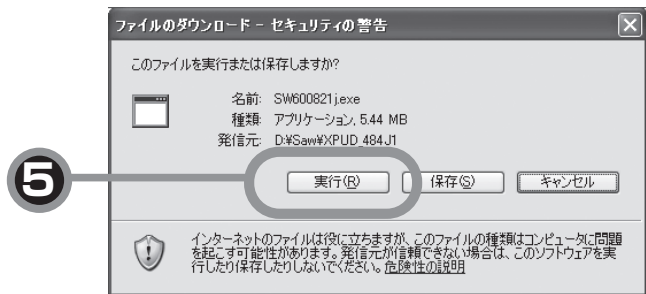 ファイルのダウンロード - セキュリティの警告
このファイルを実行または保存しますか?
名前: SW600821j.exe
種類: アプリケーション, 5.44 MB
発信元: D:¥Saw¥XPUD_484.J1
5
実行(R) 保存(S) キャンセル
インターネットのファイルは役に立ちますが、このファイルの種類はコンピュータに問題
を起こす可能性があります。発信元が信頼できない場合は、このソフトウェアを実
行したり保存したりしないでください。危険性の説明